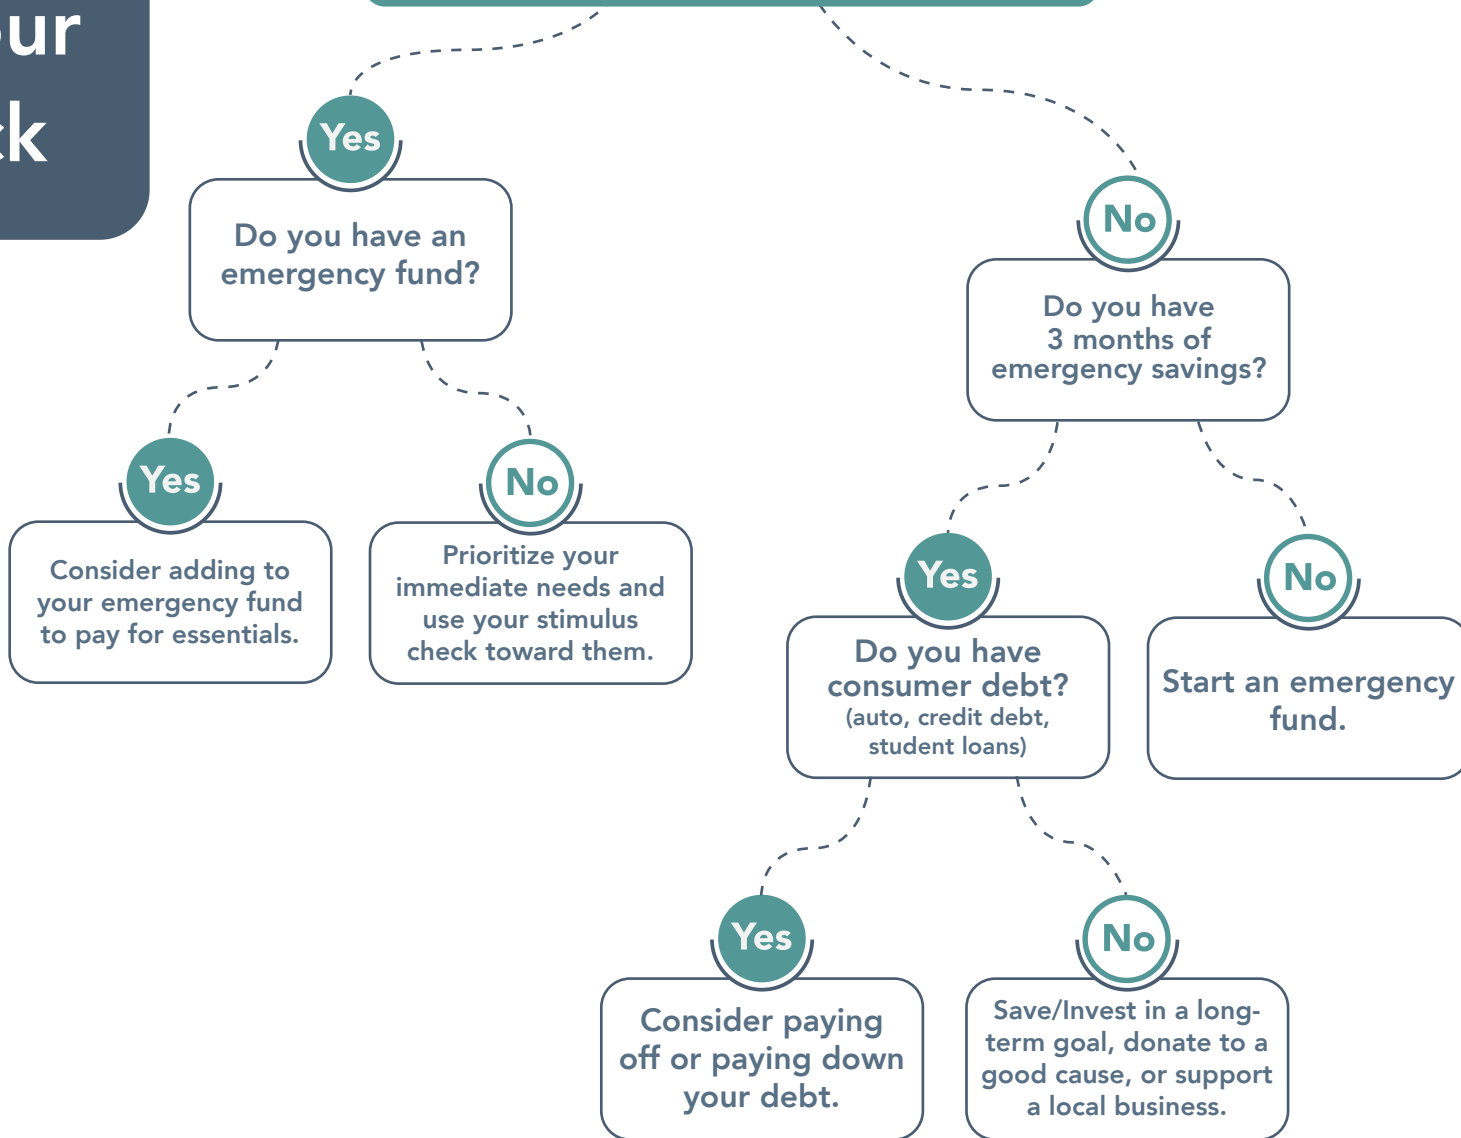 ck
Yes
Do you have an
emergency fund?
No
Do you have
3 months of
emergency savings?
Yes
Consider adding to
your emergency fund
to pay for essentials.
No
Prioritize your
immediate needs and
use your stimulus
check toward them.
Yes
Do you have
consumer debt?
(auto, credit debt,
student loans)
No
Start an emergency
fund.
Yes
Consider paying
off or paying down
your debt.
No
Save/Invest in a long-
term goal, donate to a
good cause, or support
a local business.